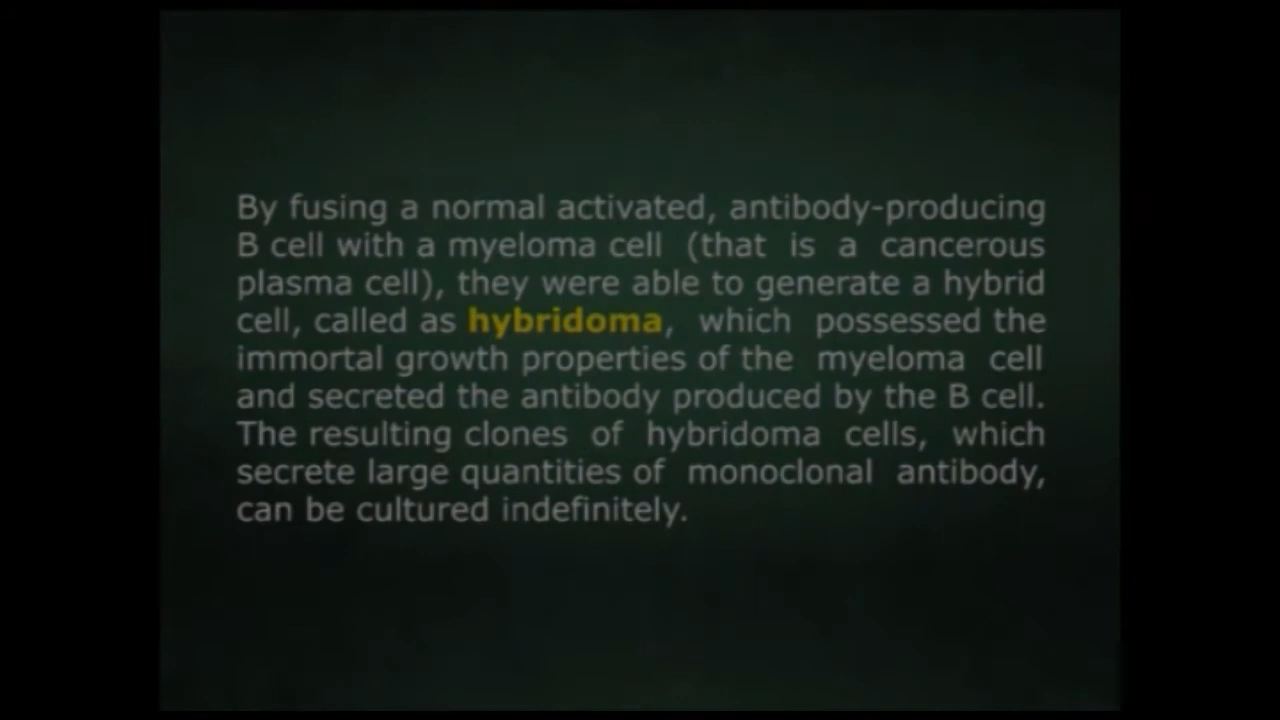 By fusing a normal activated, antibody-producing
B cell with a myeloma cell (that is a cancerous
plasma cell), they were able to generate a hybrid
cell, called as hybridoma, which possessed the
immortal growth properties of the myeloma cell
and secreted the antibody produced by the B cell.
The resulting clones of hybridoma cells, which
secrete large quantities of monoclonal antibody,
can be cultured indefinitely.